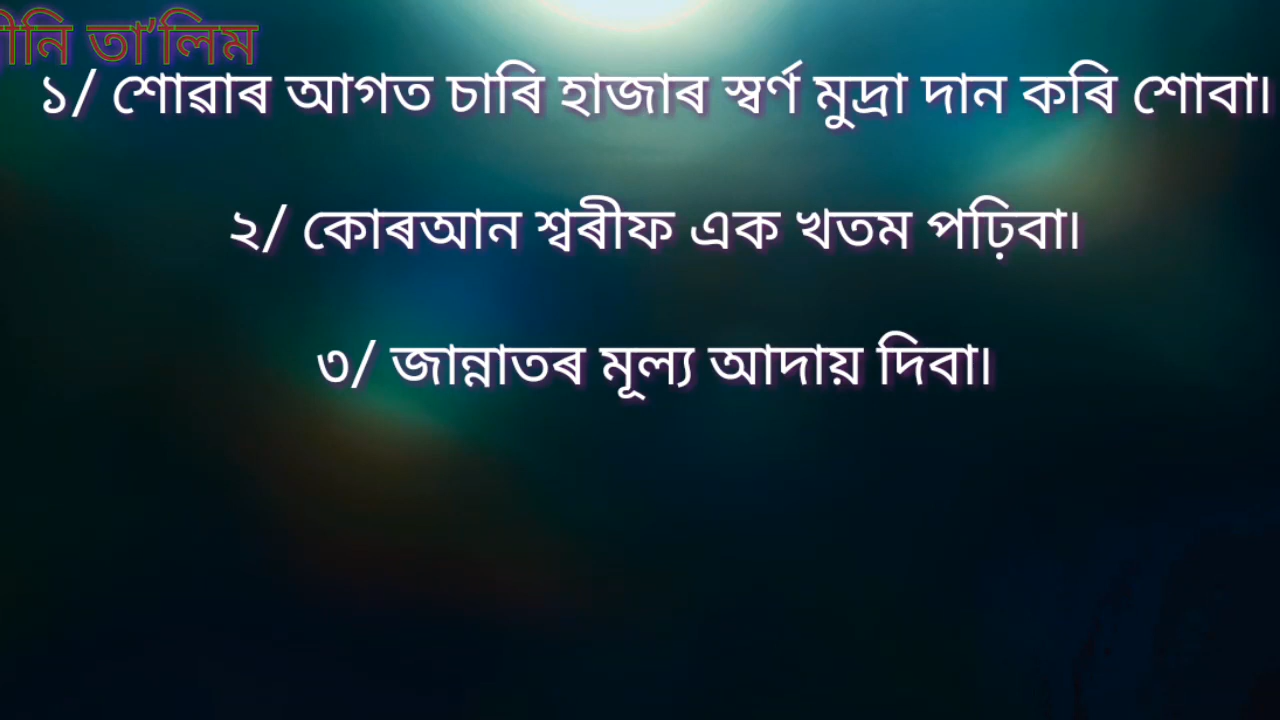 তা’লিম
১/ শোৱাৰ আগত চাৰি হাজাৰ স্বৰ্ণ মুদ্ৰা দান কৰি শোবা৷
২/ কোৰআন শ্বৰীফ এক খতম পঢ়িবা৷
৩/ জান্নাতৰ মূল্য আদায় দিবা৷